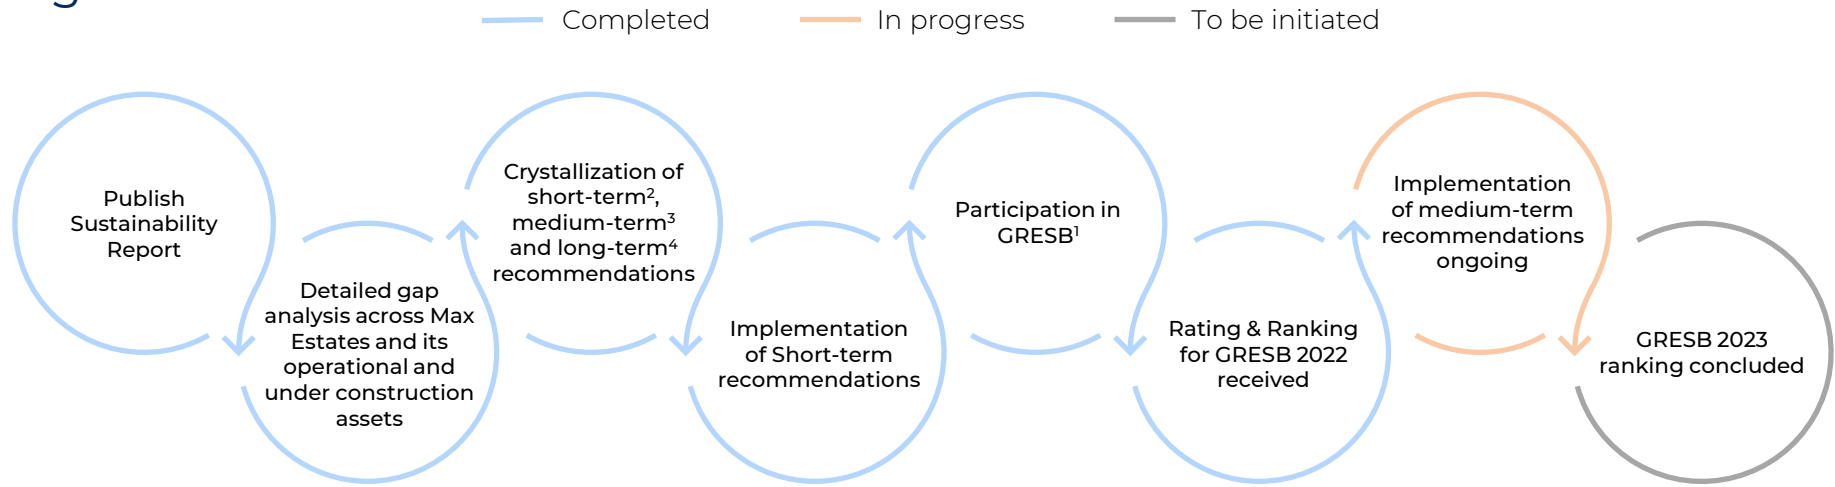 Completed
In progress
To be initiated
Publish
Sustainability
Report
Detailed gap
analysis across Max
Estates and its
operational and
under construction
assets
Crystallization of
short-term²,
medium-term³
and long-term⁴
recommendations
Implementation
of Short-term
recommendations
Participation in
GRESB¹
Rating & Ranking
for GRESB 2022
received
Implementation
of medium-term
recommendations
ongoing
GRESB 2023
ranking concluded